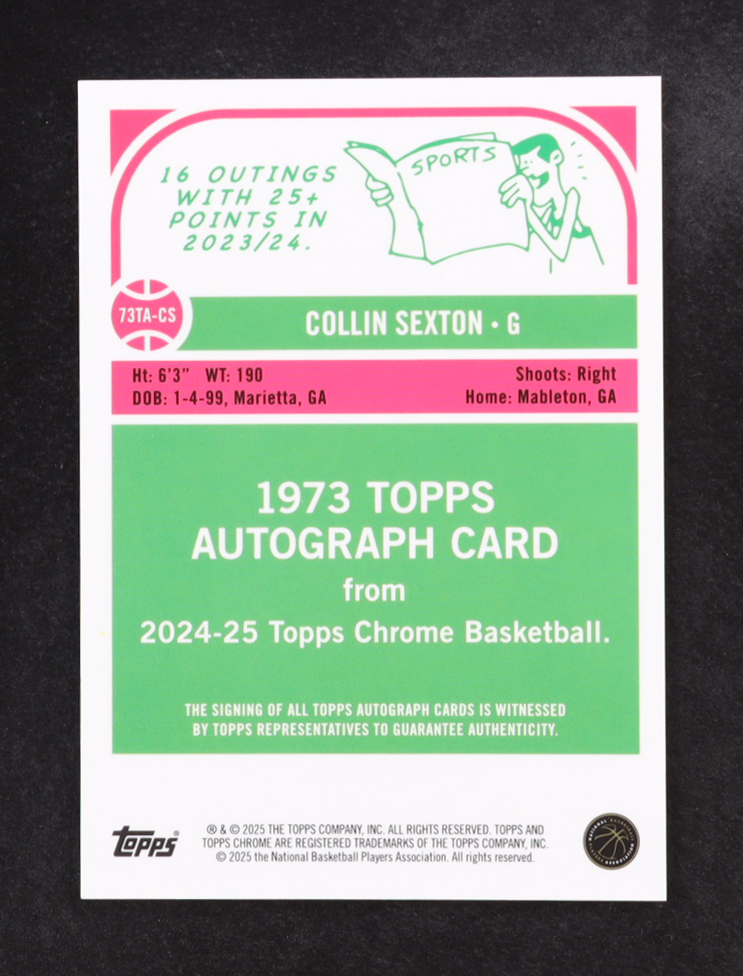 16 OUTINGS
WITH 25+
POINTS IN
2023/24.
SPORTS
73TA-CS
COLLIN SEXTON • G
Ht: 6'3" WT: 190
Shoots: Right
DOB: 1-4-99, Marietta, GA
Home: Mableton, GA
1973 TOPPS
AUTOGRAPH CARD
from
2024-25 Topps Chrome Basketball.
THE SIGNING OF ALL TOPPS AUTOGRAPH CARDS IS WITNESSED
BY TOPPS REPRESENTATIVES TO GUARANTEE AUTHENTICITY.
topps®
® & © 2025 THE TOPPS COMPANY, INC. ALL RIGHTS RESERVED. TOPPS AND
TOPPS CHROME ARE REGISTERED TRADEMARKS OF THE TOPPS COMPANY, INC.
© 2025 the National Basketball Players Association. All rights reserved.
NATIONAL BASKETBALL
PLAYERS ASSOCIATION